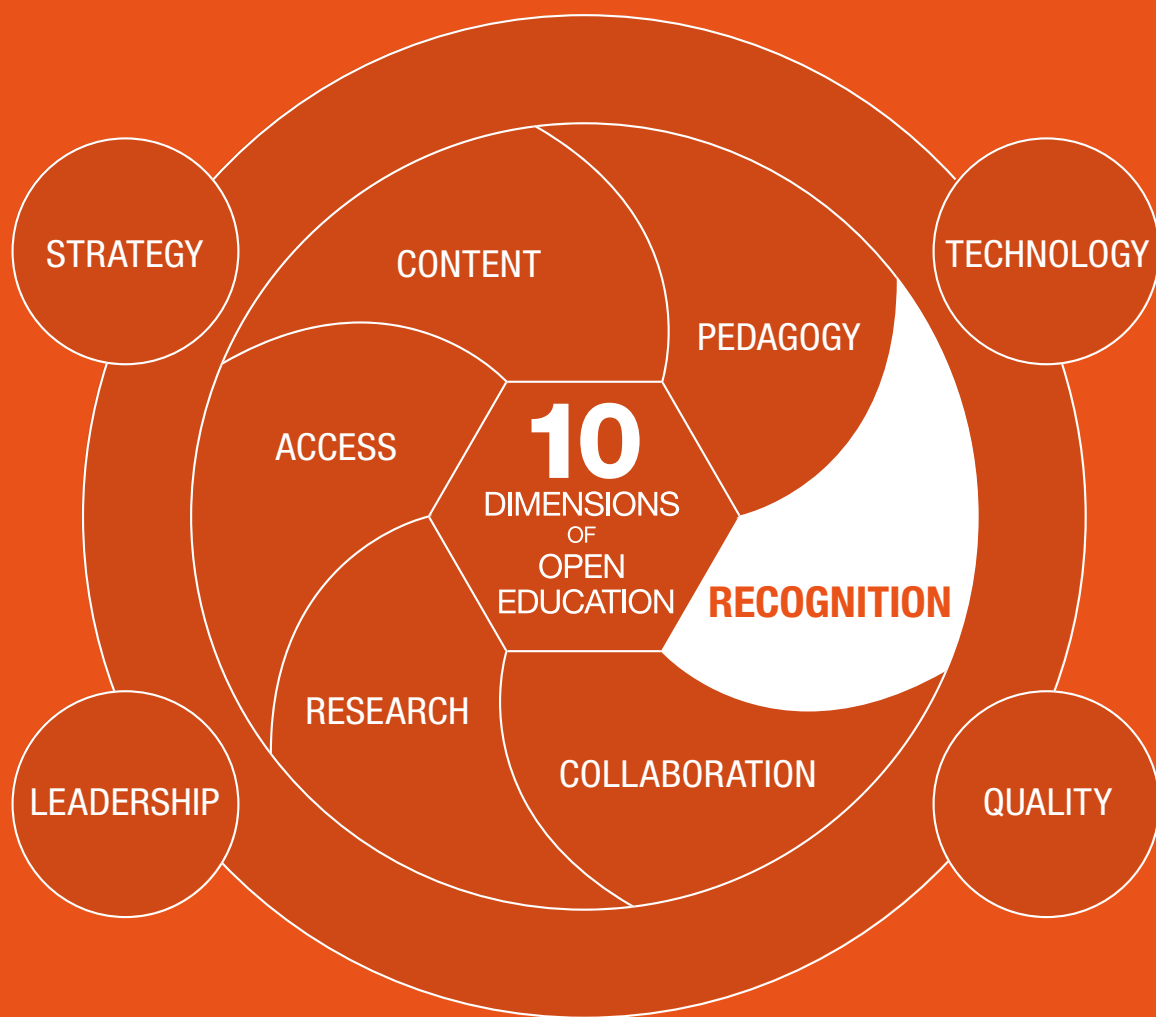 STRATEGY
TECHNOLOGY
CONTENT
PEDAGOGY
ACCESS
10
DIMENSIONS
OF
OPEN
EDUCATION
RECOGNITION
RESEARCH
COLLABORATION
LEADERSHIP
QUALITY